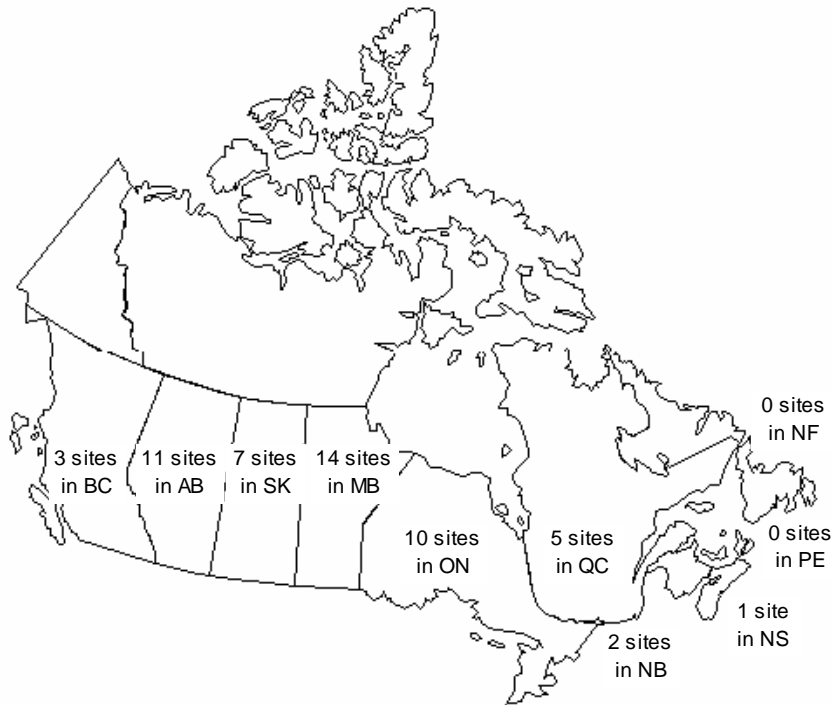 0 sites
in NF
3 sites
in BC
11 sites
in AB
7 sites
in SK
14 sites
in MB
10 sites
in ON
5 sites
in QC
0 sites
in PE
1 site
in NS
2 sites
in NB